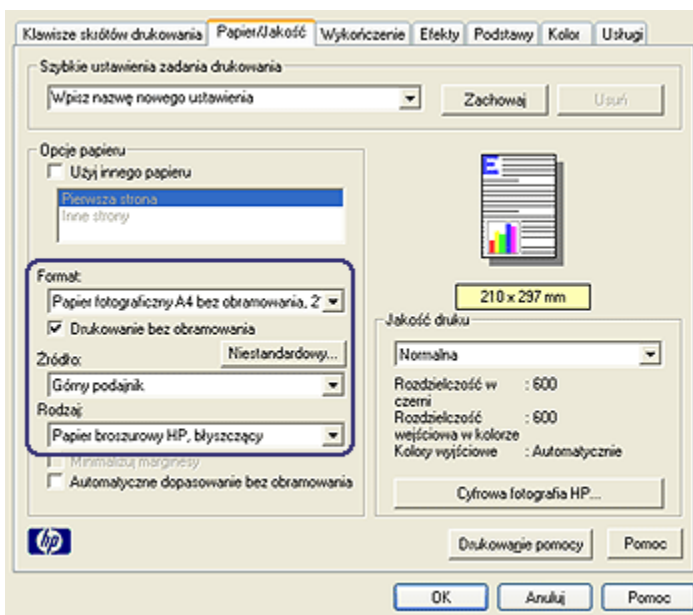 Klawisze skrótów drukowania Papier/Jakość Wykończenie Efekty Podstawy Kolor Usługi
Szybkie ustawienia zadania drukowania
Wpisz nazwę nowego ustawienia
Zachowaj
Usuń
Opcje papieru
Użyj innego papieru
Pierwsza strona
Inne strony
Format:
Papier fotograficzny A4 bez obramowania, 2
Drukowanie bez obramowania
Niestandardowy...
Źródło:
Górny podajnik
Rodzaj:
Papier broszurowy HP, błyszczący
Minimalizuj marginesy
Automatyczne dopasowanie bez obramowania
E
210 x 297 mm
Jakość druku
Normalna
Rozdzielczość w : 600
czerni
Rozdzielczość : 600
wejściowa w kolorze
Kolory wyjściowe : Automatycznie
Cyfrowa fotografia HP...
hp
Drukowanie pomocy
Pomoc
OK
Anuluj
Pomoc